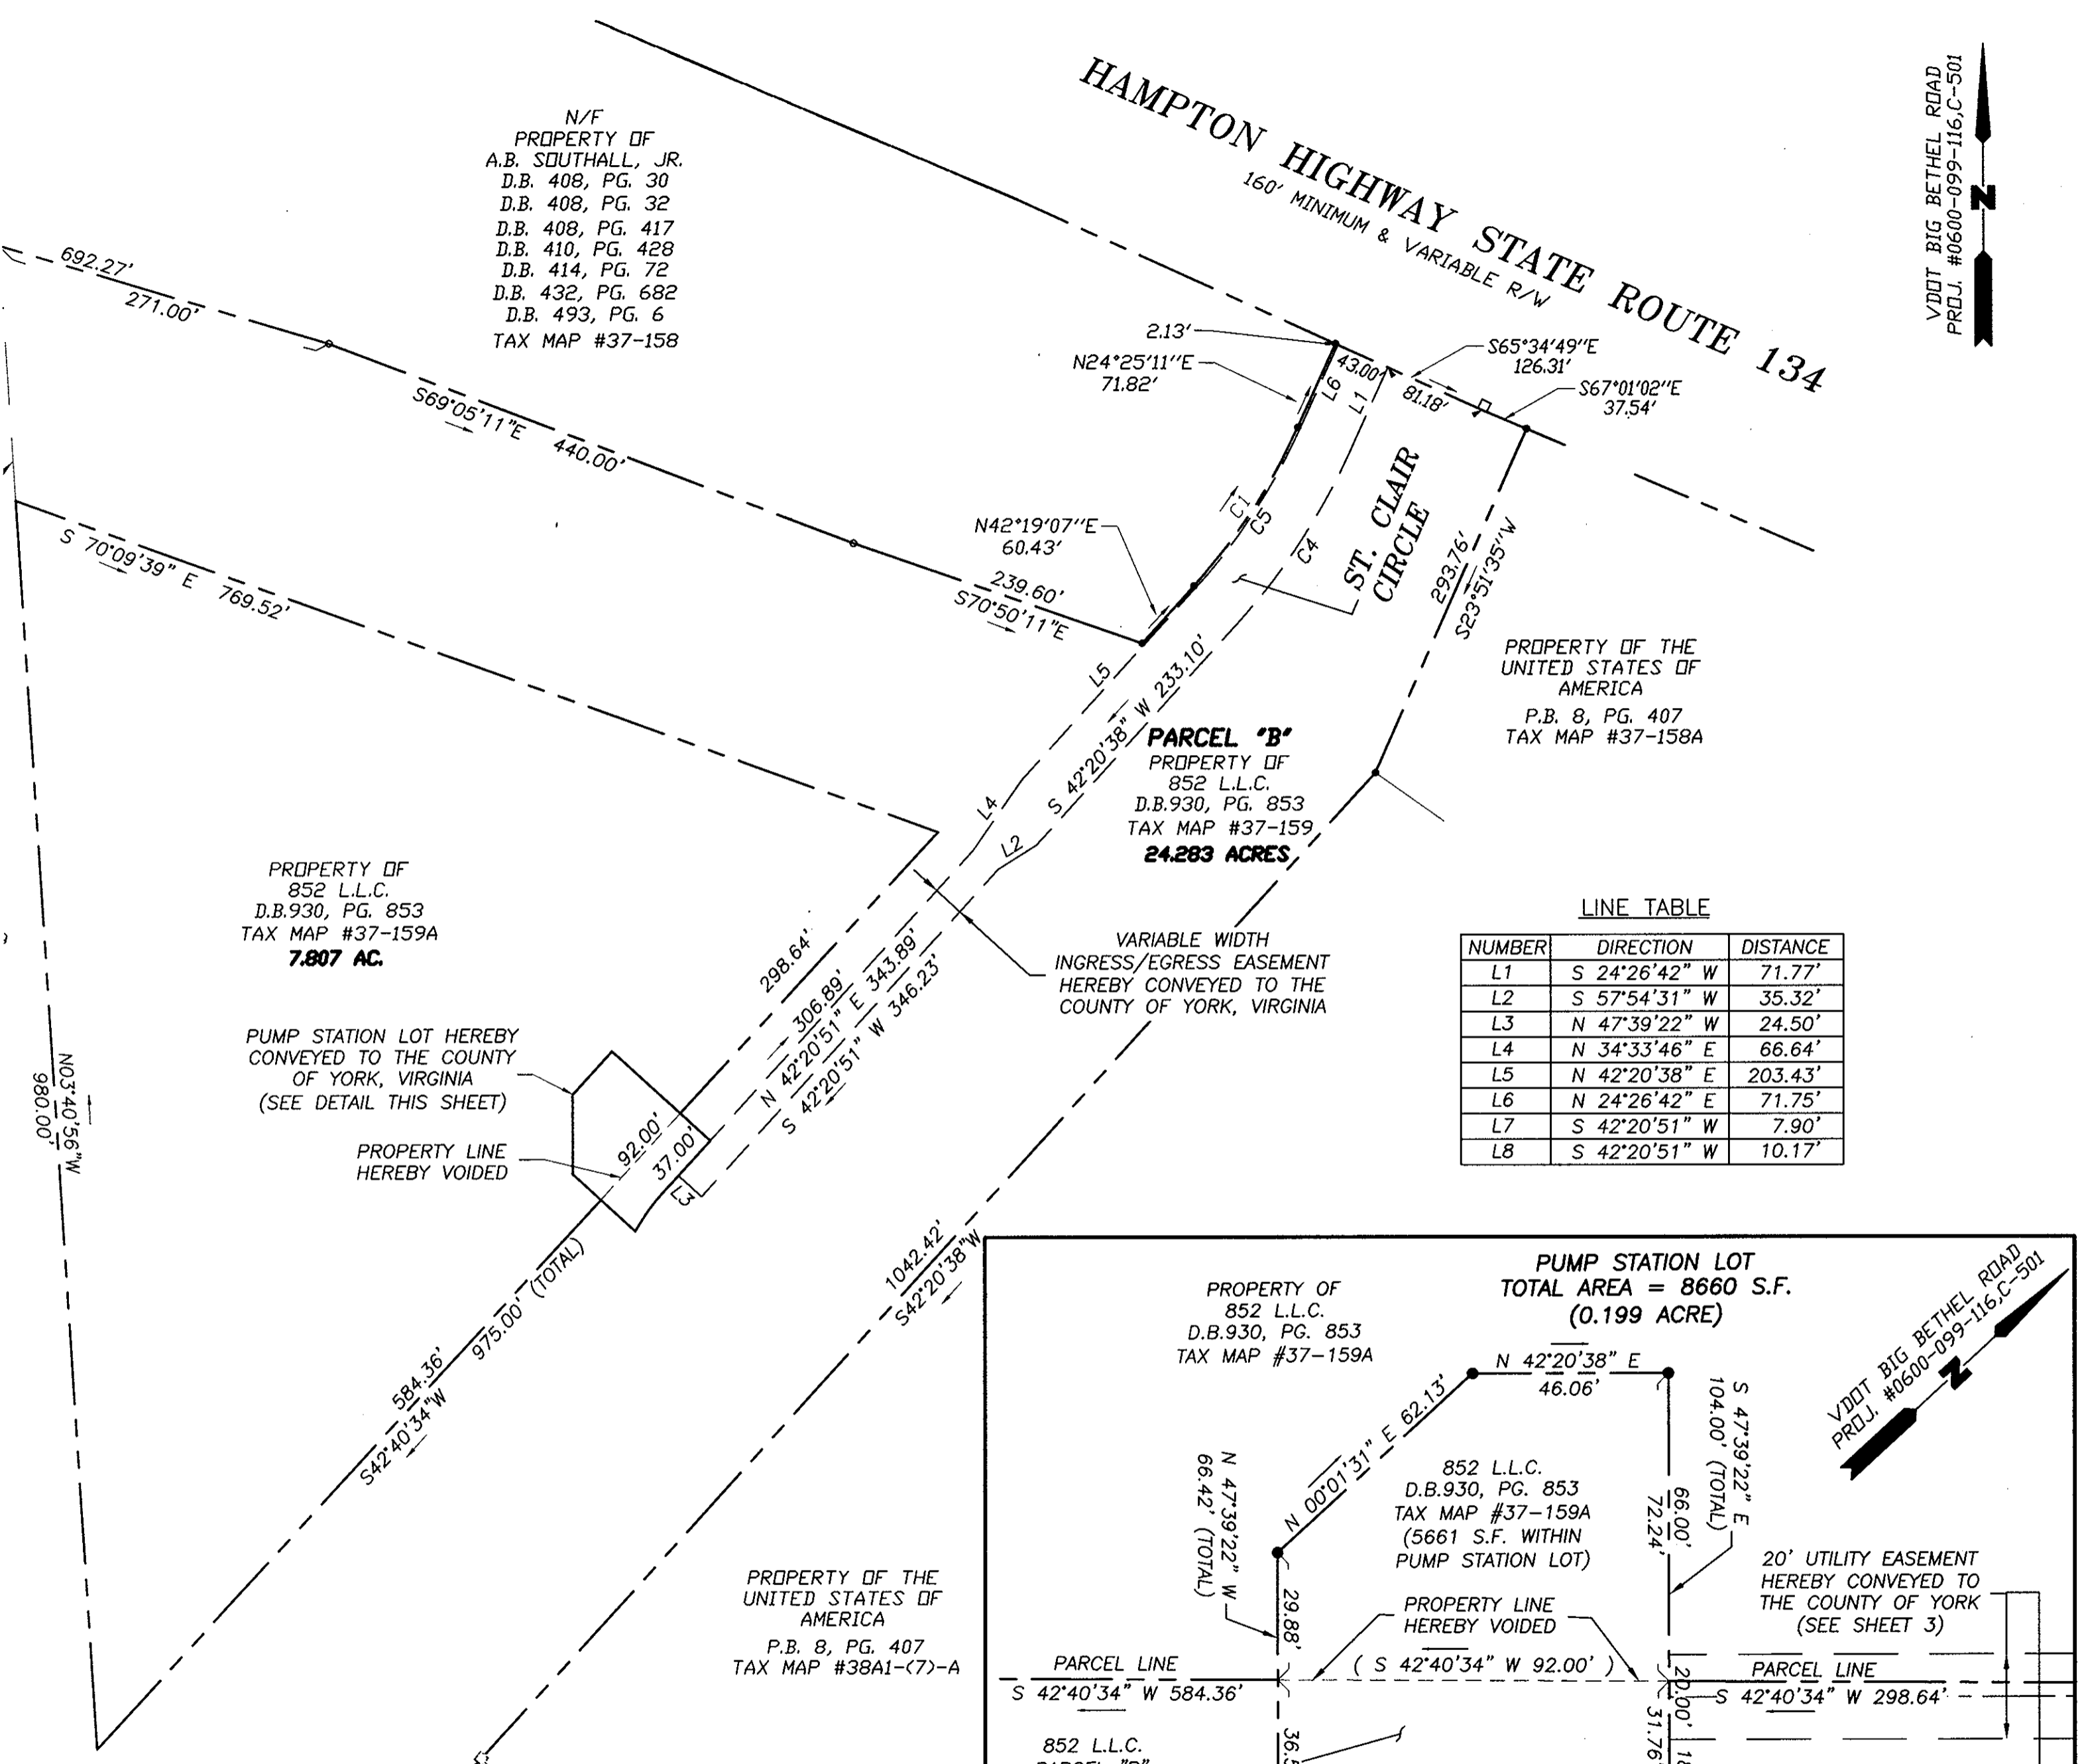 HAMPTON HIGHWAY STATE ROUTE 134
160' MINIMUM & VARIABLE R/W
VDOT BIG BETHEL ROAD
PROJ. #0600-099-116,C-501
N
N/F
PROPERTY OF
A.B. SOUTHALL, JR.
D.B. 408, PG. 30
D.B. 408, PG. 32
D.B. 408, PG. 417
D.B. 410, PG. 428
D.B. 414, PG. 72
D.B. 432, PG. 682
D.B. 493, PG. 6
TAX MAP #37-158
692.27'
271.00'
S69°05'11"E
440.00'
S 70°09'39" E
769.52'
239.60'
S70°50'11"E
2.13'
N24°25'11"E
71.82'
43.00'
L6
L1
81.18'
S65°34'49"E
126.31'
S67°01'02"E
37.54'
N42°19'07"E
60.43'
C1
C5
C4
ST. CLAIR
CIRCLE
293.76'
S23°51'35"W
PROPERTY OF THE
UNITED STATES OF
AMERICA
P.B. 8, PG. 407
TAX MAP #37-158A
L5
S 42°20'38" W 233.10'
L4
L2
PARCEL "B"
PROPERTY OF
852 L.L.C.
D.B.930, PG. 853
TAX MAP #37-159
24.283 ACRES
PROPERTY OF
852 L.L.C.
D.B.930, PG. 853
TAX MAP #37-159A
7.807 AC.
VARIABLE WIDTH
INGRESS/EGRESS EASEMENT
HEREBY CONVEYED TO THE
COUNTY OF YORK, VIRGINIA
298.64'
306.89'
N 42°20'51" E 343.89'
S 42°20'51" W 346.23'
PUMP STATION LOT HEREBY
CONVEYED TO THE COUNTY
OF YORK, VIRGINIA
(SEE DETAIL THIS SHEET)
PROPERTY LINE
HEREBY VOIDED
92.00'
37.00'
L3
N03°40'56"W
980.00'
584.36'
975.00' (TOTAL)
S42°40'34"W
1042.42'
S42°20'38"W
PROPERTY OF THE
UNITED STATES OF
AMERICA
P.B. 8, PG. 407
TAX MAP #38A1-(7)-A
LINE TABLE
NUMBER DIRECTION DISTANCE
L1 S 24°26'42" W 71.77'
L2 S 57°54'31" W 35.32'
L3 N 47°39'22" W 24.50'
L4 N 34°33'46" E 66.64'
L5 N 42°20'38" E 203.43'
L6 N 24°26'42" E 71.75'
L7 S 42°20'51" W 7.90'
L8 S 42°20'51" W 10.17'
PUMP STATION LOT
TOTAL AREA = 8660 S.F.
(0.199 ACRE)
PROPERTY OF
852 L.L.C.
D.B.930, PG. 853
TAX MAP #37-159A
VDOT BIG BETHEL ROAD
PROJ. #0600-099-116,C-501
N
N 42°20'38" E
46.06'
N 00°01'31" E 62.13'
S 47°39'22" E
104.00' (TOTAL)
66.00'
72.24'
N 47°39'22" W
66.42' (TOTAL)
29.88'
852 L.L.C.
D.B.930, PG. 853
TAX MAP #37-159A
(5661 S.F. WITHIN
PUMP STATION LOT)
20' UTILITY EASEMENT
HEREBY CONVEYED TO
THE COUNTY OF YORK
(SEE SHEET 3)
PROPERTY LINE
HEREBY VOIDED
( S 42°40'34" W 92.00' )
PARCEL LINE
S 42°40'34" W 584.36'
PARCEL LINE
S 42°40'34" W 298.64'
20.00'
31.76'
852 L.L.C.